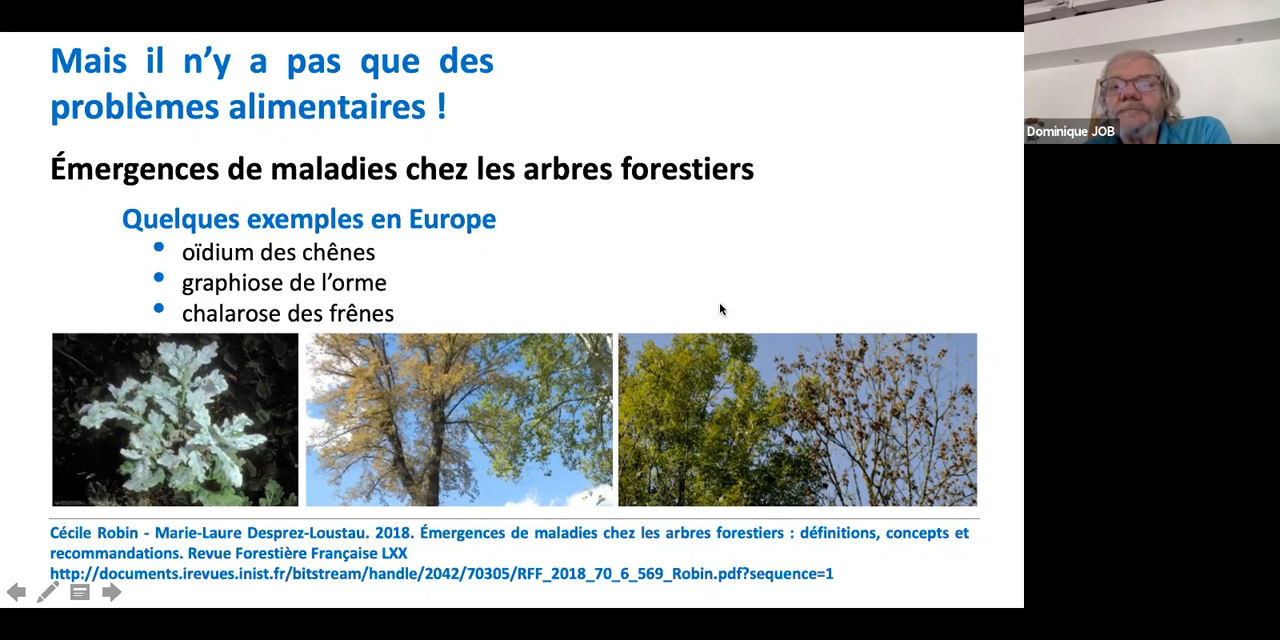 Mais il n’y a pas que des
problèmes alimentaires !
Émergences de maladies chez les arbres forestiers
Quelques exemples en Europe
• oïdium des chênes
• graphiose de l’orme
• chalarose des frênes
Cécile Robin - Marie-Laure Desprez-Loustau. 2018. Émergences de maladies chez les arbres forestiers : définitions, concepts et
recommandations. Revue Forestière Française LXX
http://documents.irevues.inist.fr/bitstream/handle/2042/70305/RFF_2018_70_6_569_Robin.pdf?sequence=1
Dominique JOB